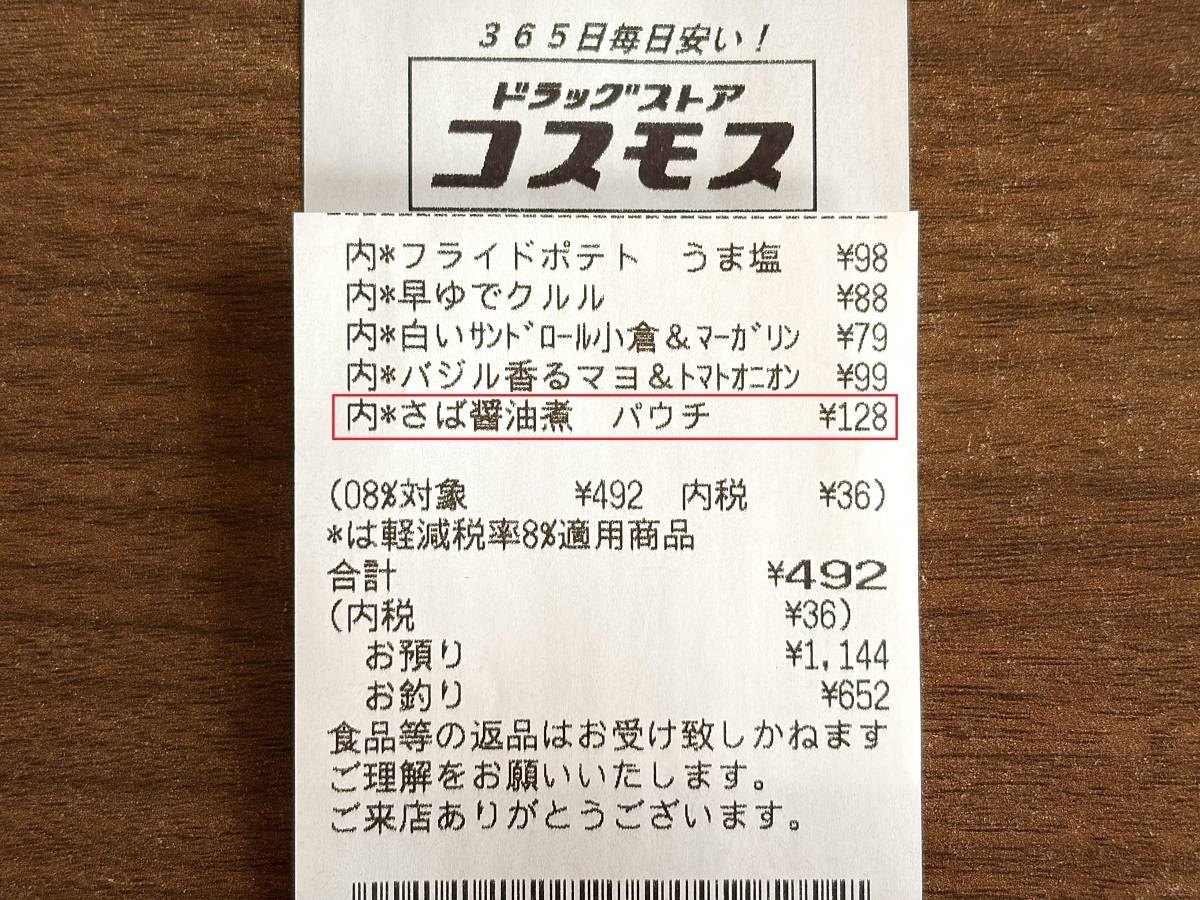 365日毎日安い!
ドラッグストア
コスモス
内*フライドポテト　うま塩　¥98
内*早ゆでクルル　¥88
内*白いｻﾝﾄﾞﾛｰﾙ小倉&ﾏｰｶﾞﾘﾝ　¥79
内*バジル香るマヨ&ﾄﾏﾄｵﾆｵﾝ　¥99
内*さば醤油煮　パウチ　¥128
(08%対象　¥492　内税　¥36)
*は軽減税率8%適用商品
合計　¥492
(内税　¥36)
お預り　¥1,144
お釣り　¥652
食品等の返品はお受け致しかねます
ご理解をお願いいたします。
ご来店ありがとうございます。